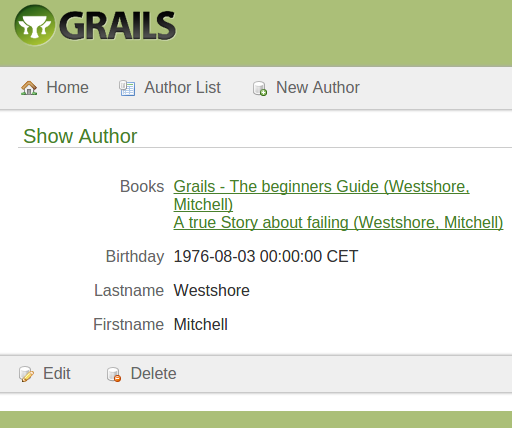 GRAILS
Home Author List New Author
Show Author
Books Grails - The beginners Guide (Westshore,
Mitchell)
A true Story about failing (Westshore, Mitchell)
Birthday 1976-08-03 00:00:00 CET
Lastname Westshore
Firstname Mitchell
Edit Delete